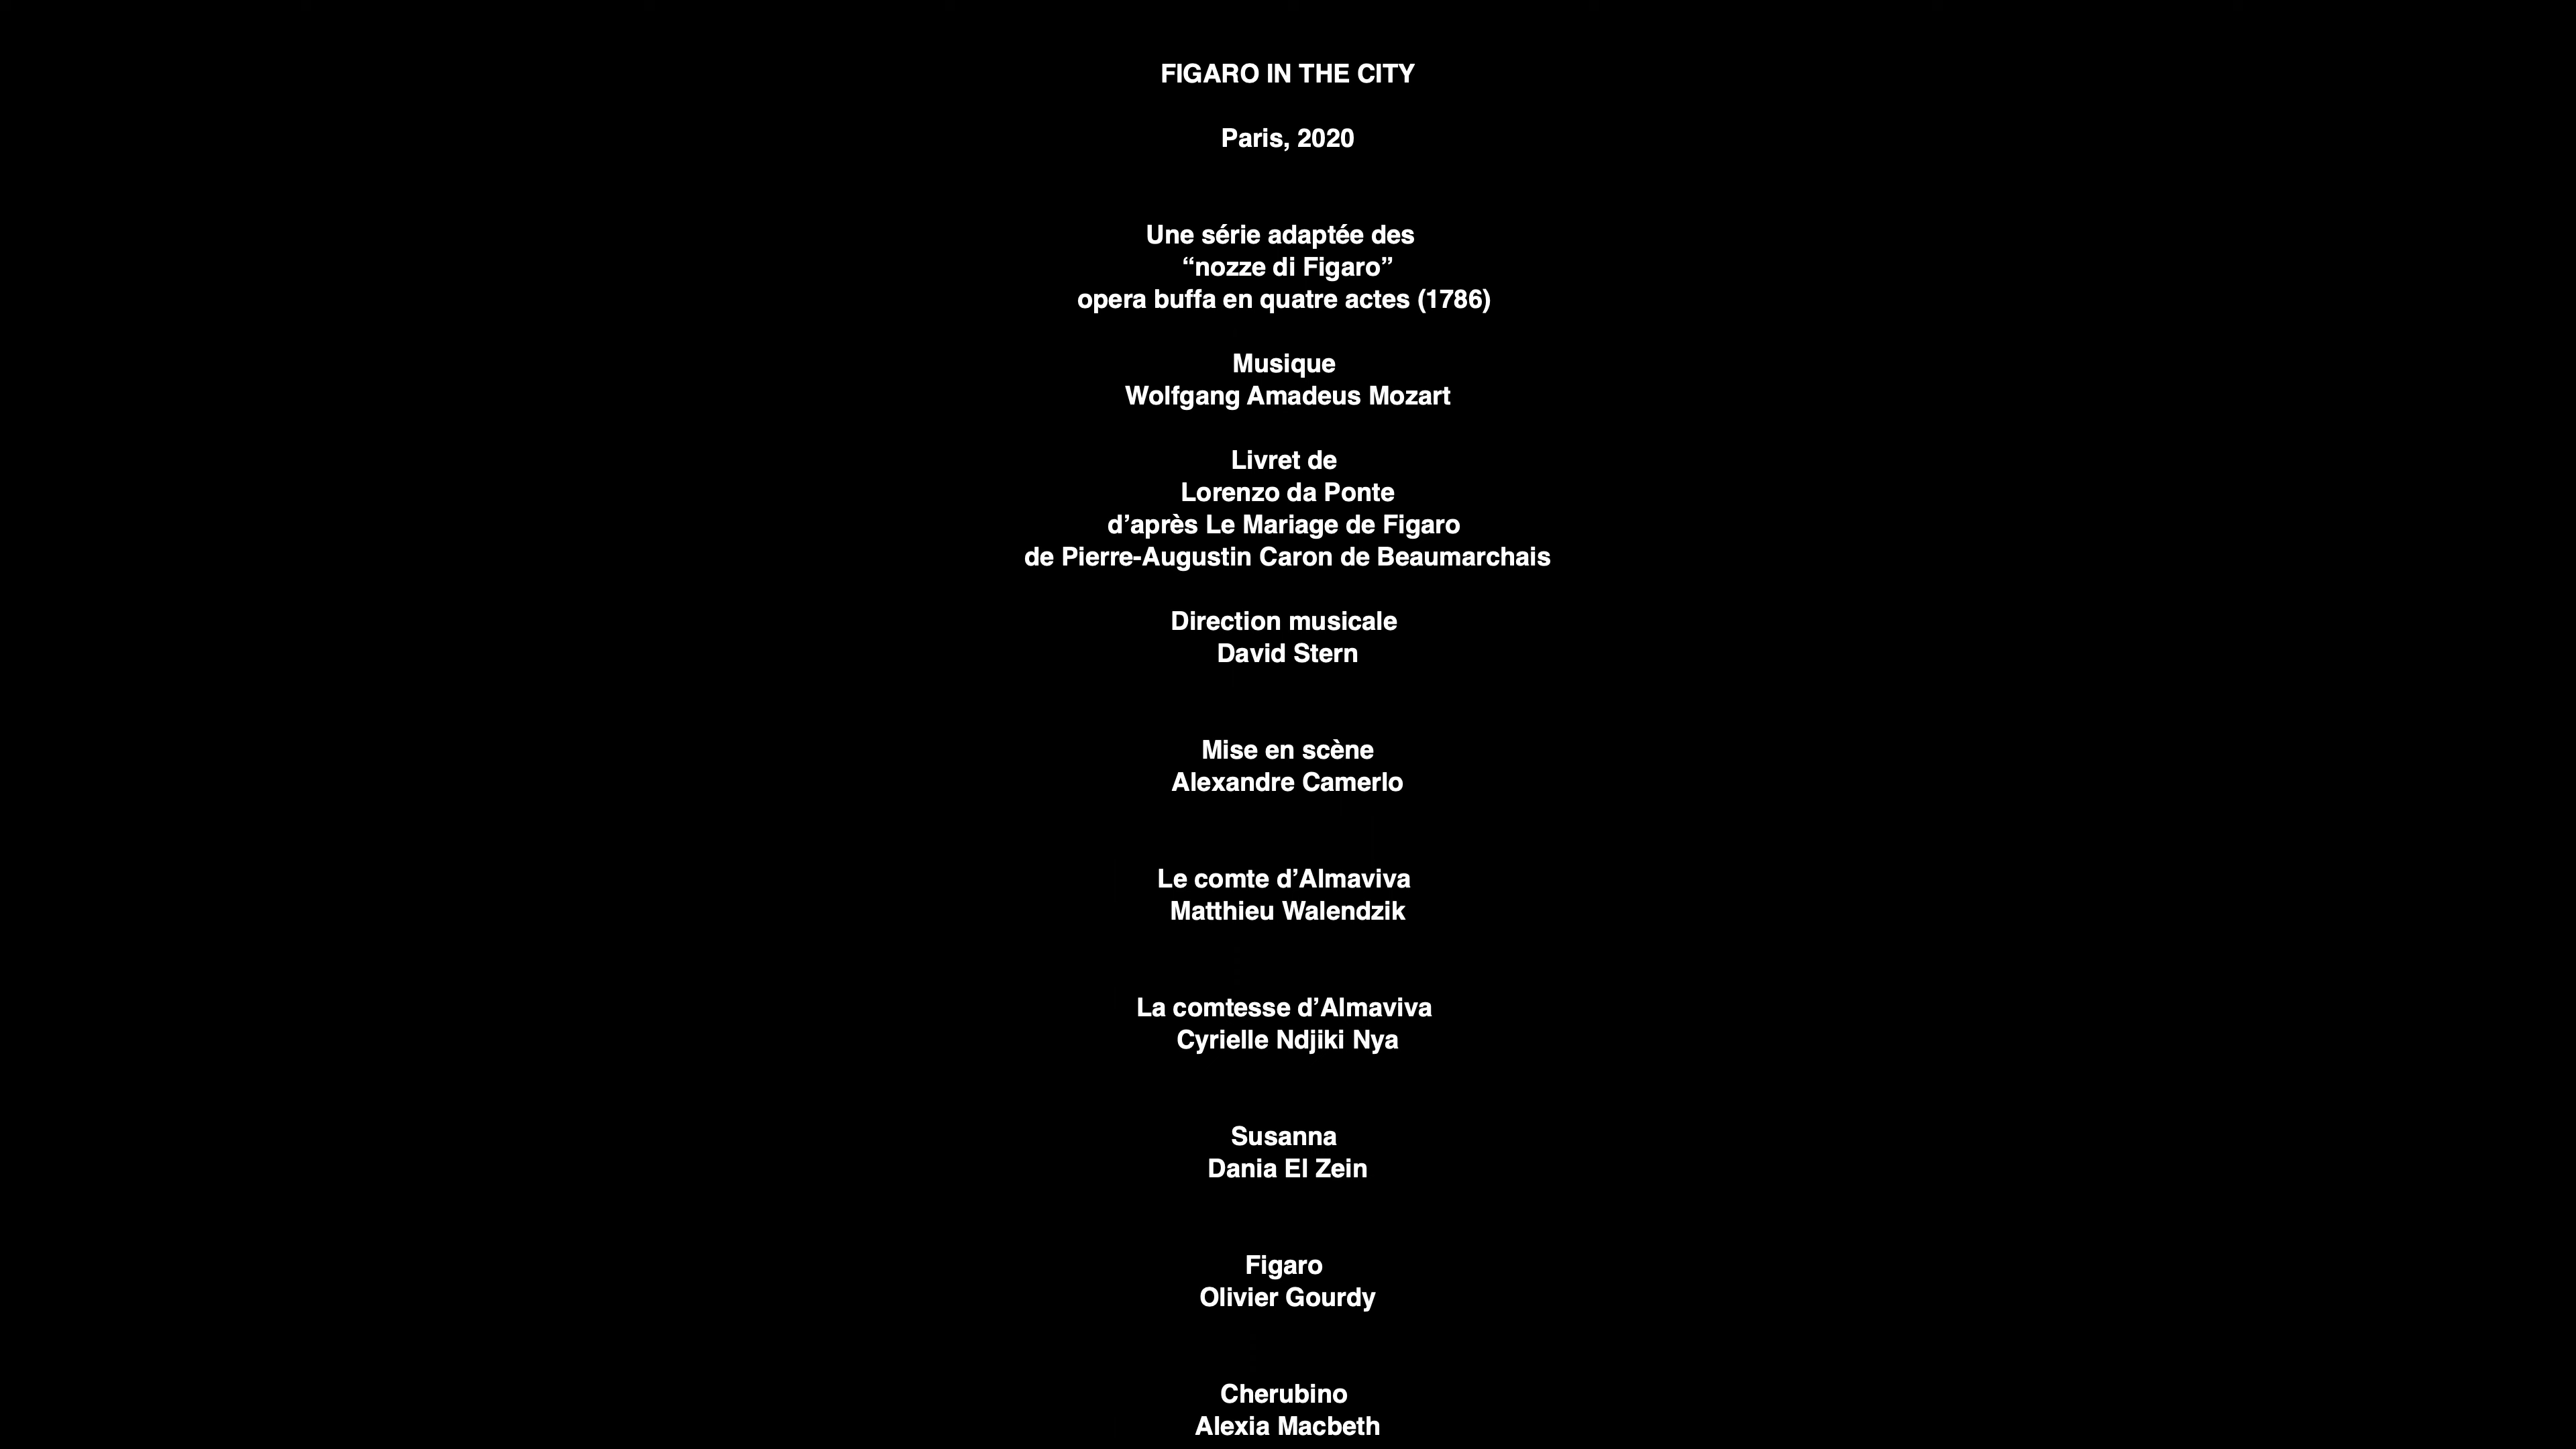 FIGARO IN THE CITY
Paris, 2020
Une série adaptée des
“nozze di Figaro”
opera buffa en quatre actes (1786)
Musique
Wolfgang Amadeus Mozart
Livret de
Lorenzo da Ponte
d’après Le Mariage de Figaro
de Pierre-Augustin Caron de Beaumarchais
Direction musicale
David Stern
Mise en scène
Alexandre Camerlo
Le comte d’Almaviva
Matthieu Walendzik
La comtesse d’Almaviva
Cyrielle Ndjiki Nya
Susanna
Dania El Zein
Figaro
Olivier Gourdy
Cherubino
Alexia Macbeth